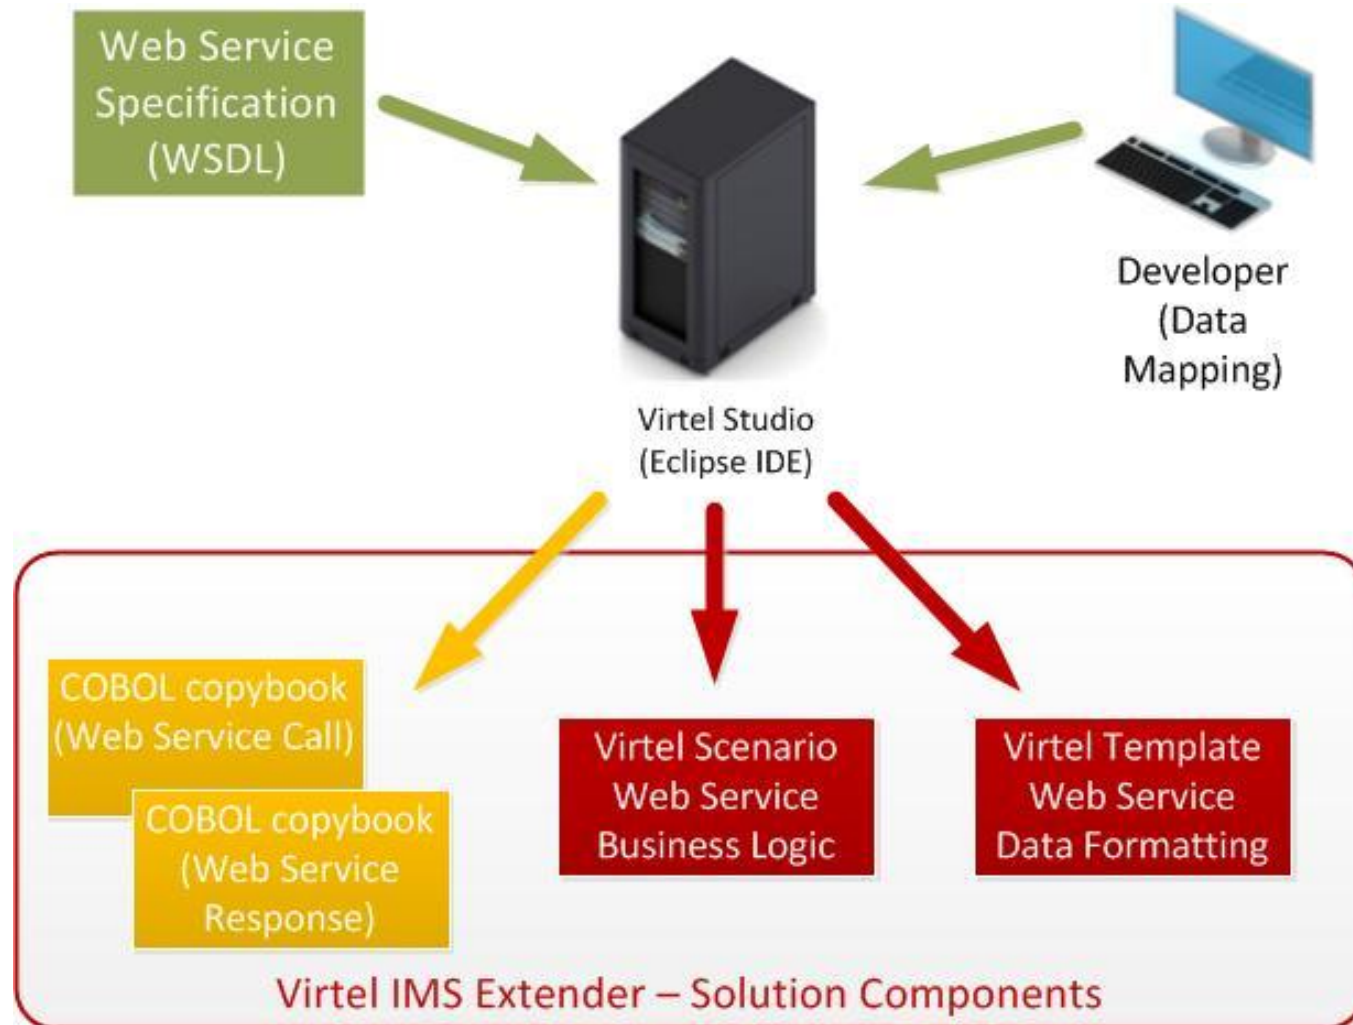 Web Service
Specification
(WSDL)
Developer
(Data
Mapping)
Virtel Studio
(Eclipse IDE)
COBOL copybook
(Web Service Call)
COBOL copybook
(Web Service
Response)
Virtel Scenario
Web Service
Business Logic
Virtel Template
Web Service
Data Formatting
Virtel IMS Extender – Solution Components